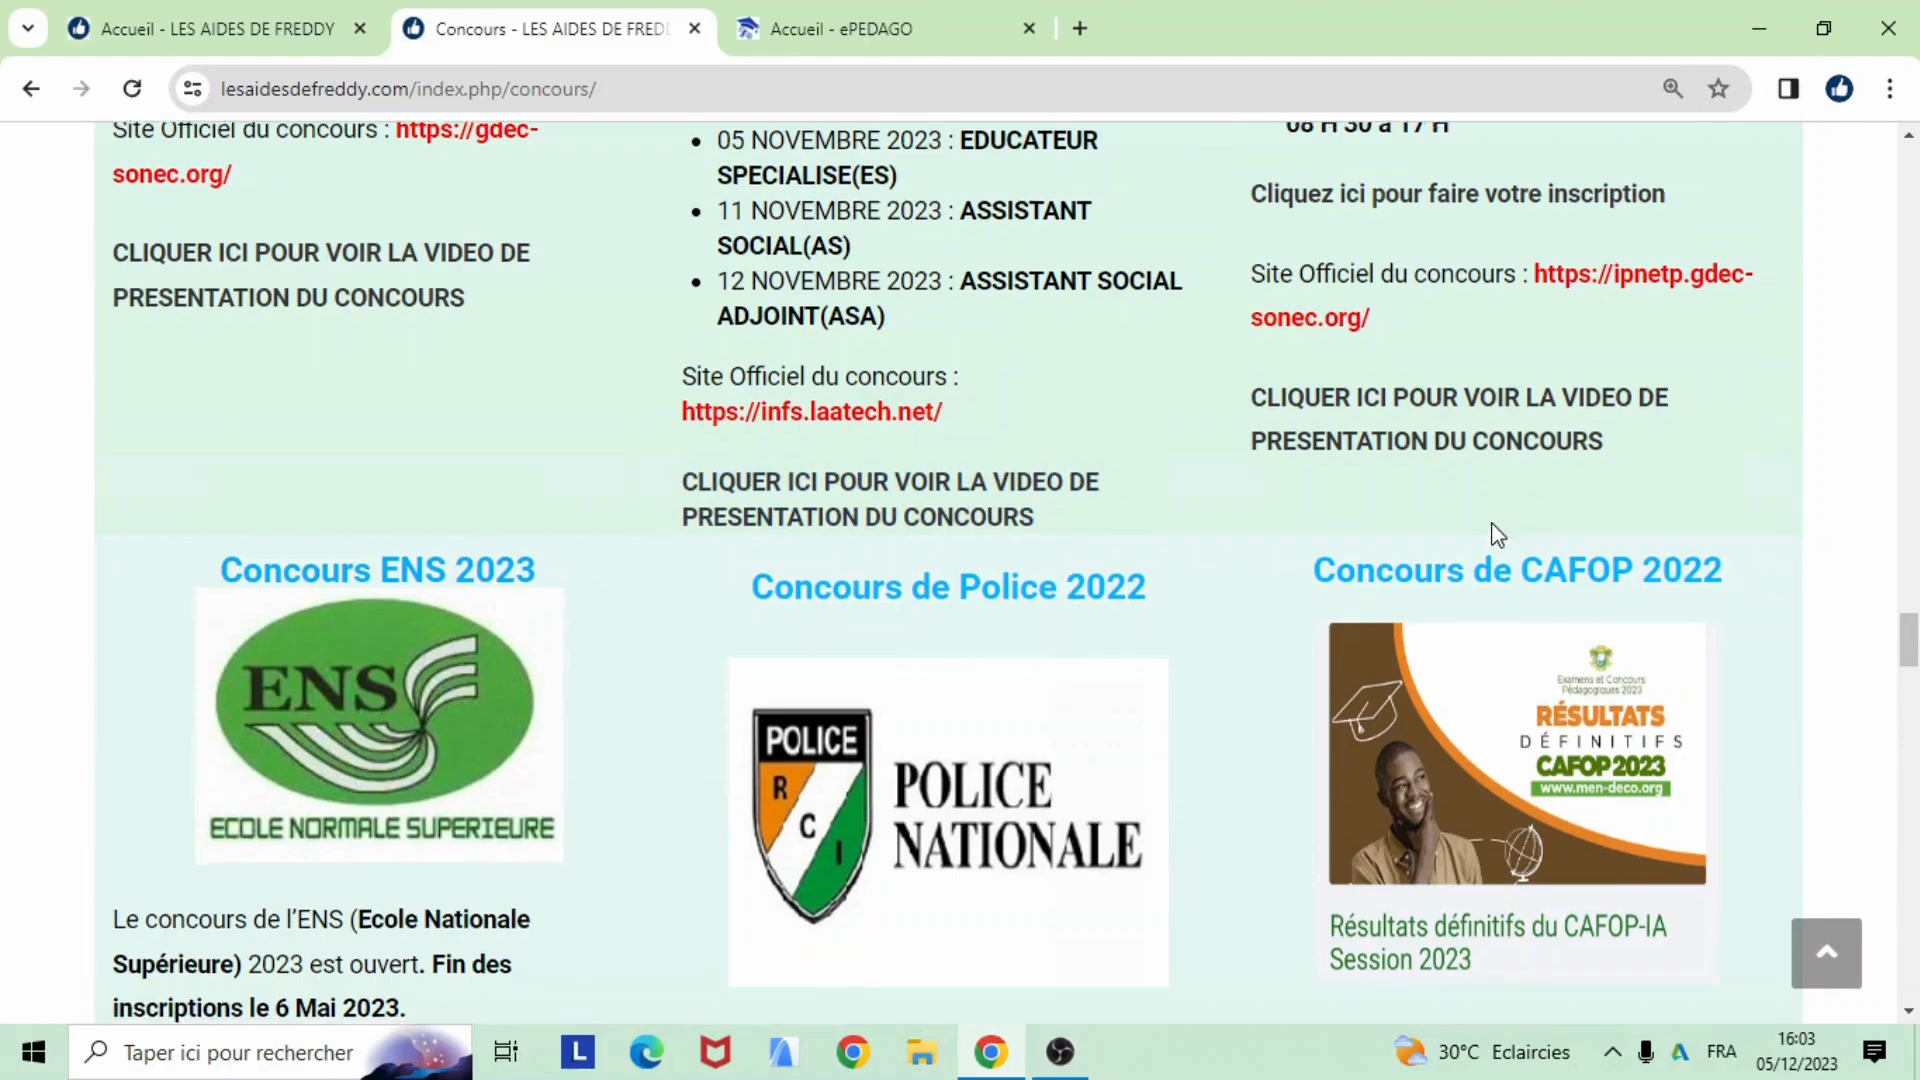 Accueil - LES AIDES DE FREDDY
Concours - LES AIDES DE FRED
Accueil - ePEDAGO
lesaidesdefreddy.com/index.php/concours/
Site Officiel du concours : https://gdec-
sonec.org/
CLIQUER ICI POUR VOIR LA VIDEO DE
PRESENTATION DU CONCOURS
05 NOVEMBRE 2023 : EDUCATEUR
SPECIALISE(ES)
11 NOVEMBRE 2023 : ASSISTANT
SOCIAL(AS)
12 NOVEMBRE 2023 : ASSISTANT SOCIAL
ADJOINT(ASA)
Site Officiel du concours :
https://infs.laatech.net/
CLIQUER ICI POUR VOIR LA VIDEO DE
PRESENTATION DU CONCOURS
08 H 30 à 17 H
Cliquez ici pour faire votre inscription
Site Officiel du concours : https://ipnetp.gdec-
sonec.org/
CLIQUER ICI POUR VOIR LA VIDEO DE
PRESENTATION DU CONCOURS
Concours ENS 2023
ENS
ECOLE NORMALE SUPERIEURE
Le concours de l'ENS (Ecole Nationale
Supérieure) 2023 est ouvert. Fin des
inscriptions le 6 Mai 2023.
Concours de Police 2022
POLICE
R
C
I
POLICE
NATIONALE
Concours de CAFOP 2022
Examens et Concours
Pédagogiques 2023
RÉSULTATS
DÉFINITIFS
CAFOP 2023
www.men-deco.org
Résultats définitifs du CAFOP-IA
Session 2023
Taper ici pour rechercher
L
30°C Eclaircies
FRA
16:03
05/12/2023